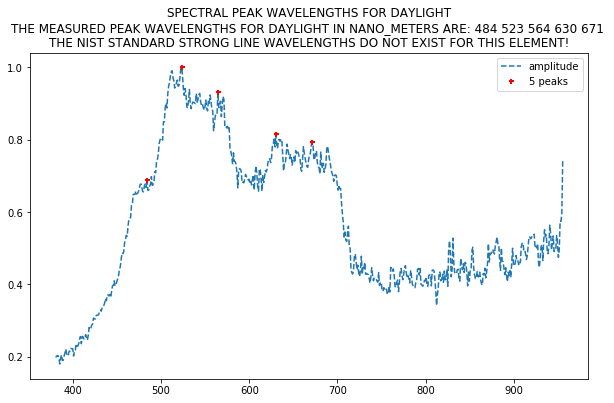 SPECTRAL PEAK WAVELENGTHS FOR DAYLIGHT
THE MEASURED PEAK WAVELENGTHS FOR DAYLIGHT IN NANO_METERS ARE: 484 523 564 630 671
THE NIST STANDARD STRONG LINE WAVELENGTHS DO NOT EXIST FOR THIS ELEMENT!
amplitude
5 peaks
1.0
0.8
0.6
0.4
0.2
400 500 600 700 800 900